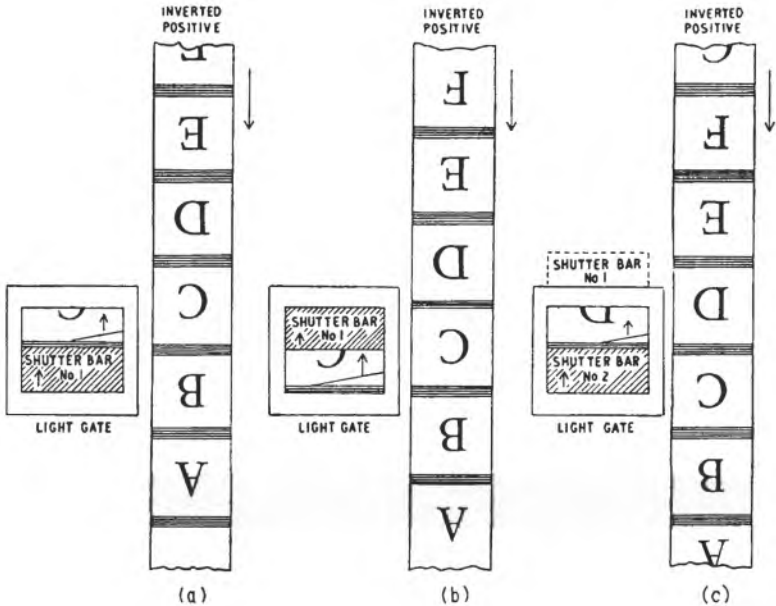 INVERTED
POSITIVE
E
D
C
B
A
C
SHUTTER BAR
No. 1
LIGHT GATE
(a)
INVERTED
POSITIVE
F
E
D
C
B
A
SHUTTER BAR
No 1
C
LIGHT GATE
(b)
INVERTED
POSITIVE
G
F
E
D
C
B
A
SHUTTER BAR
No 1
D
SHUTTER BAR
No 2
LIGHT GATE
(c)